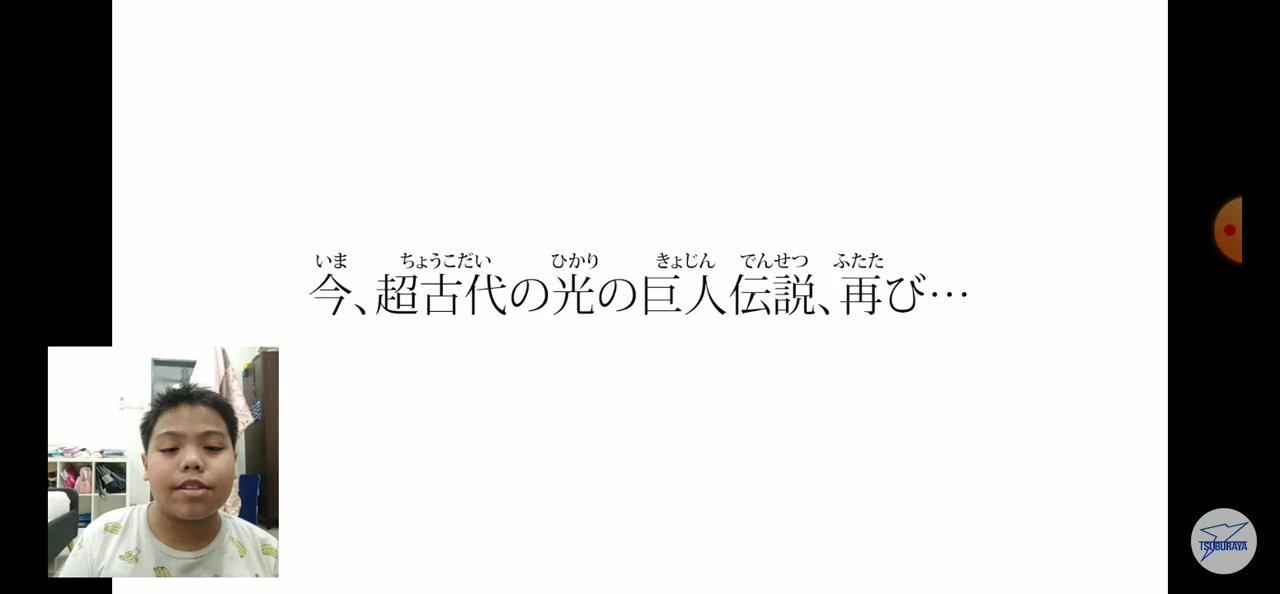 いま ちょうこだい ひかり きょじん でんせつ ふたた
今、超古代の光の巨人伝説、再び…
TSUBURAYA